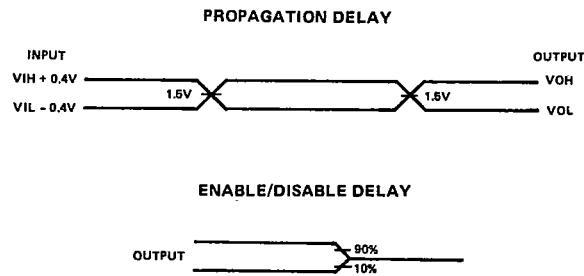 PROPAGATION DELAY
INPUT
OUTPUT
VIH + 0.4V
VOH
1.5V
1.5V
VIL – 0.4V
VOL
ENABLE/DISABLE DELAY
90%
OUTPUT
10%